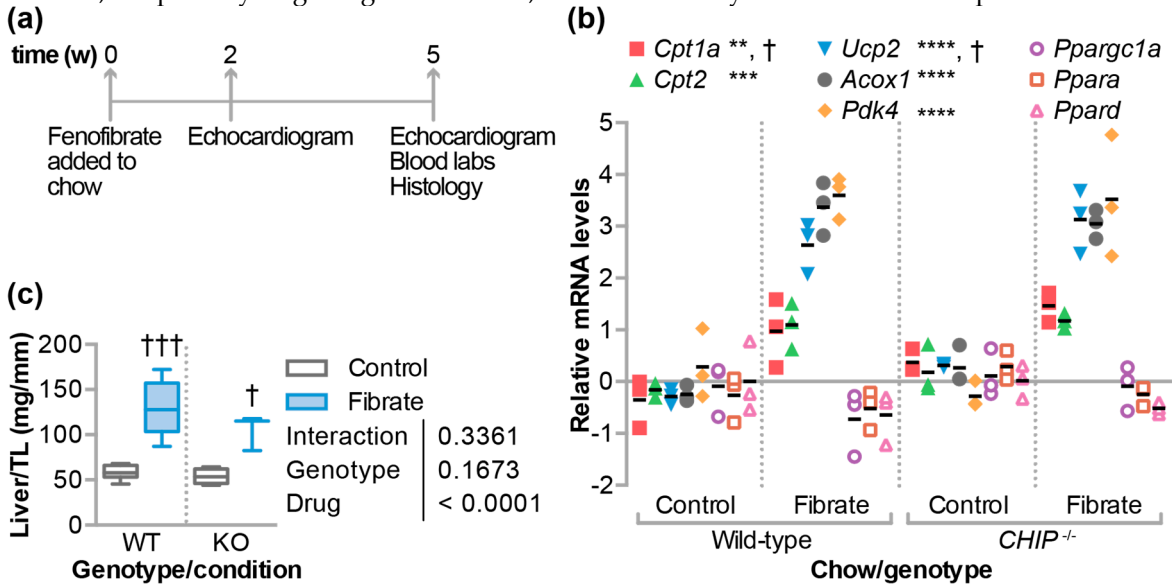 (a)
time (w) 0 2 5
Fenofibrate added to chow
Echocardiogram
Echocardiogram
Blood labs
Histology
(b)
Cpt1a **, †
Cpt2 ***
Ucp2 ****, †
Acox1 ****
Pdk4 ****
Ppargc1a
Ppara
Ppard
Relative mRNA levels
5
4
3
2
1
0
-1
-2
Control Fibrate Control Fibrate
Wild-type CHIP -/-
Chow/genotype
(c)
Liver/TL (mg/mm)
200
150
100
50
0
††† †
WT KO
Genotype/condition
Control
Fibrate
Interaction 0.3361
Genotype 0.1673
Drug < 0.0001